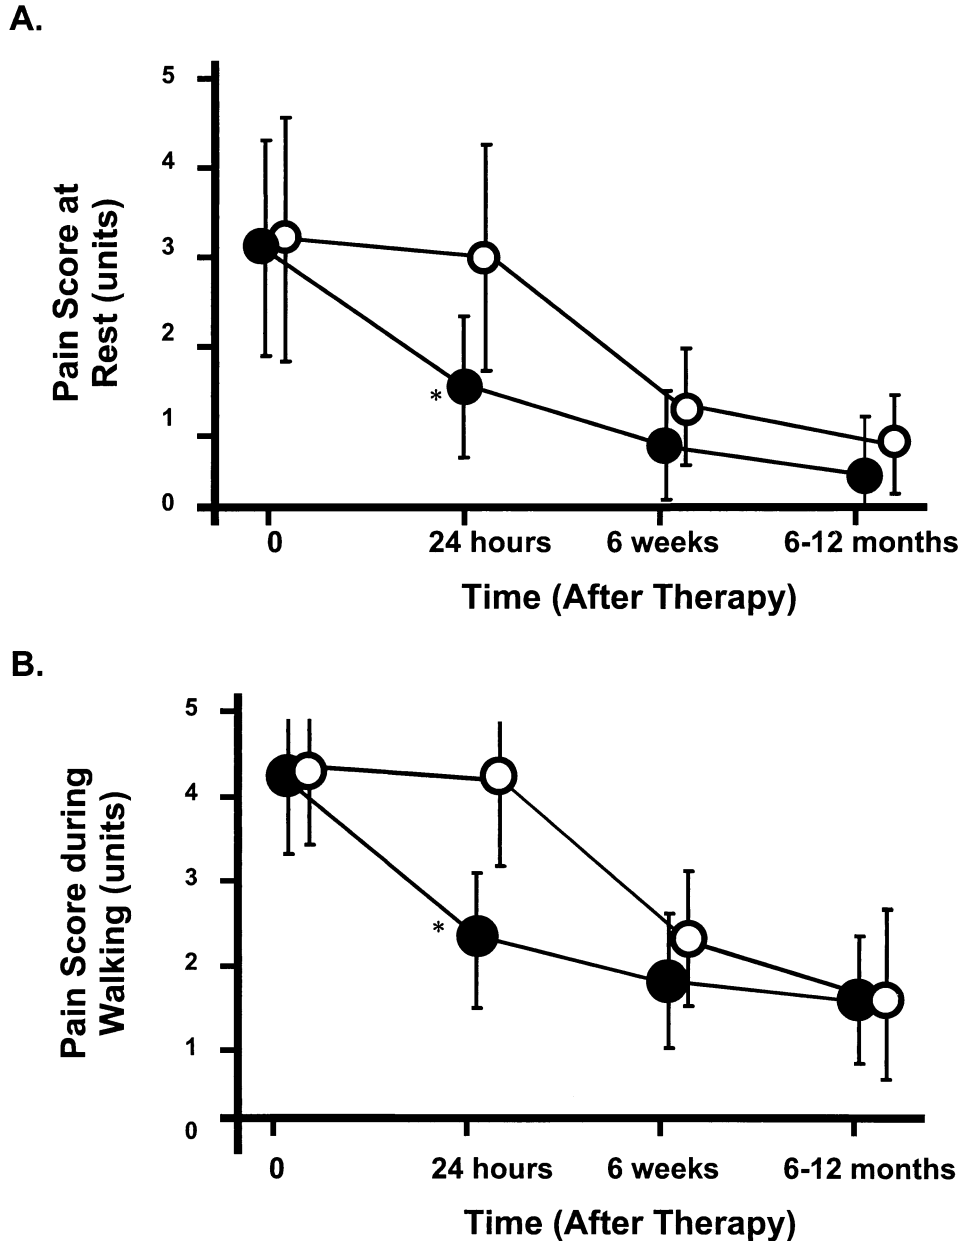 A.
5
4
3
2
1
0
Pain Score at
Rest (units)
*
0 24 hours 6 weeks 6-12 months
Time (After Therapy)
B.
5
4
3
2
1
0
Pain Score during
Walking (units)
*
0 24 hours 6 weeks 6-12 months
Time (After Therapy)